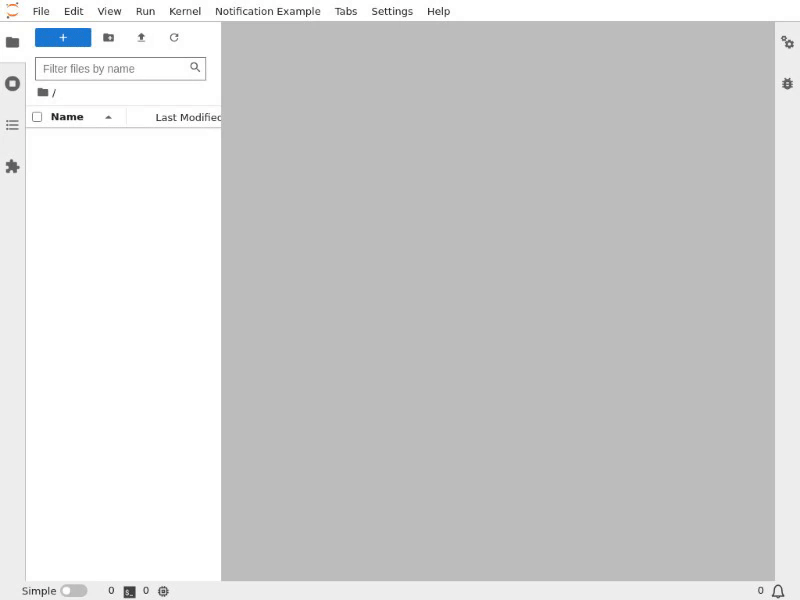 File Edit View Run Kernel Notification Example Tabs Settings Help
Filter files by name
/
Name Last Modified
Simple 0 0 0